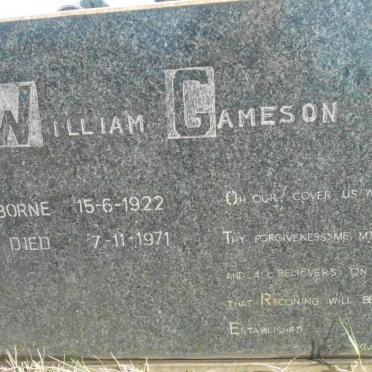 WILLIAM GAMESON
BORNE 15-6-1922
DIED 7-11-1971
OH OUR! COVER US W
THY FORGIVENESS: ME M
AND ALL BELIEVERS, ON
THAT RECONING WILL BE
ESTABLISHED